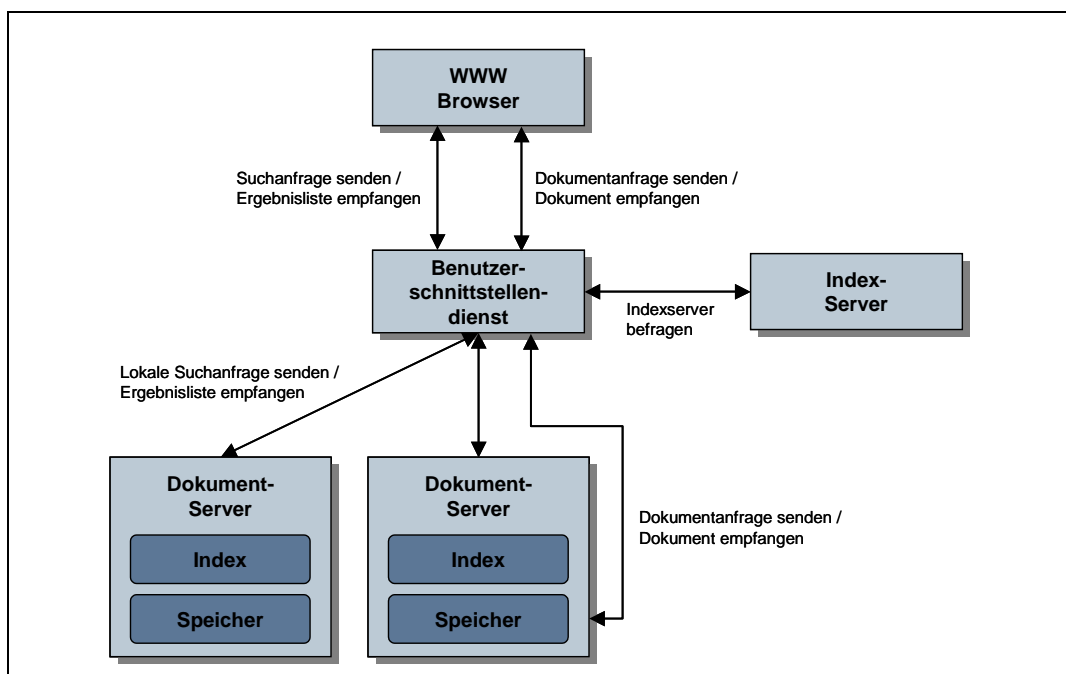 WWW
Browser
Suchanfrage senden /
Ergebnisliste empfangen
Dokumentanfrage senden /
Dokument empfangen
Benutzer-
schnittstellen-
dienst
Index-
Server
Indexserver
befragen
Lokale Suchanfrage senden /
Ergebnisliste empfangen
Dokument-
Server
Index
Speicher
Dokument-
Server
Index
Speicher
Dokumentanfrage senden /
Dokument empfangen